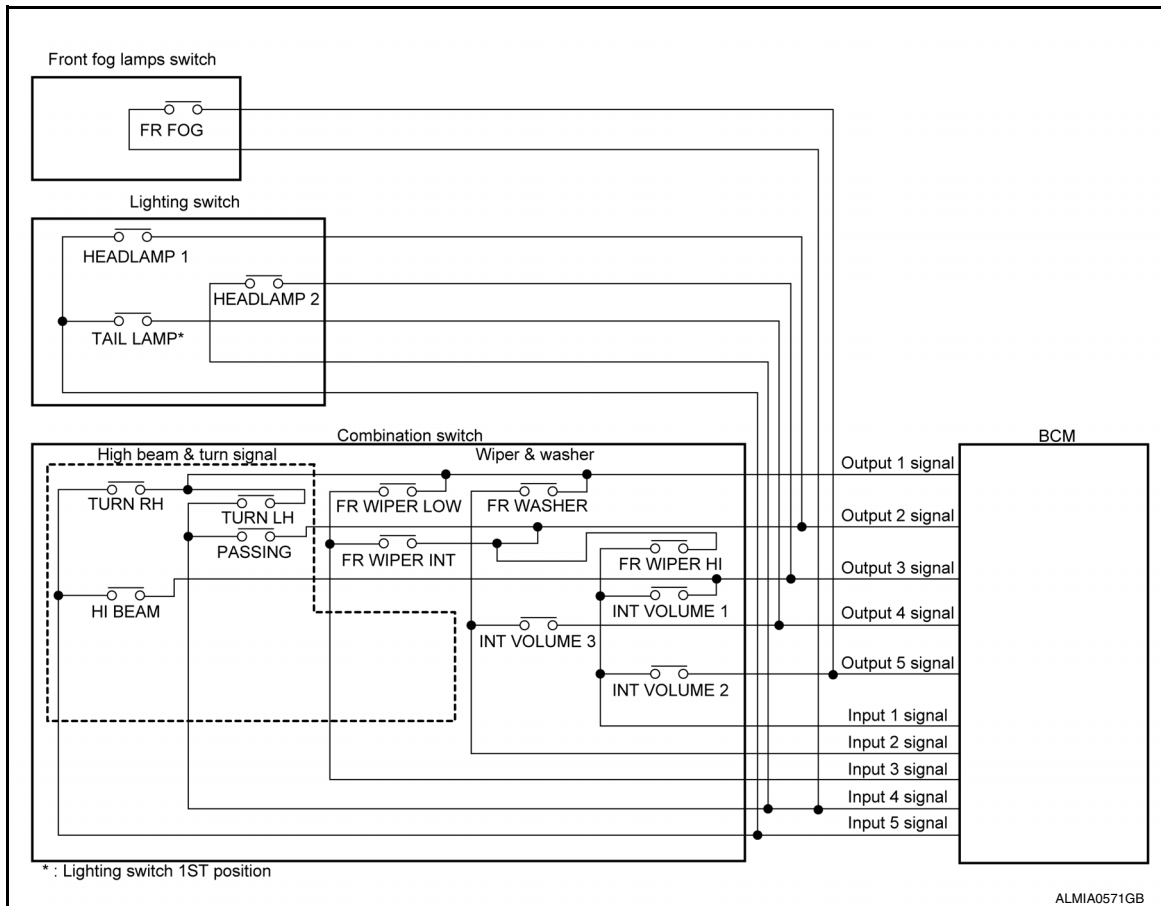 Front fog lamps switch
FR FOG
Lighting switch
HEADLAMP 1
HEADLAMP 2
TAIL LAMP*
Combination switch
High beam & turn signal
Wiper & washer
BCM
TURN RH
TURN LH
PASSING
HI BEAM
FR WIPER LOW
FR WASHER
FR WIPER INT
FR WIPER HI
INT VOLUME 1
INT VOLUME 3
INT VOLUME 2
Output 1 signal
Output 2 signal
Output 3 signal
Output 4 signal
Output 5 signal
Input 1 signal
Input 2 signal
Input 3 signal
Input 4 signal
Input 5 signal
* : Lighting switch 1ST position
ALMIA0571GB